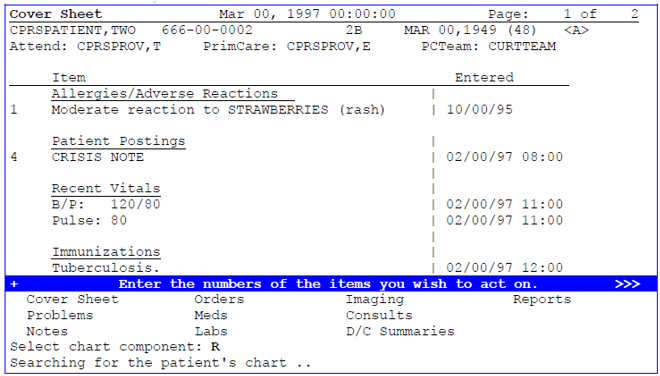 Cover Sheet Mar 00, 1997 00:00:00 Page: 1 of 2
CPRSPATIENT,TWO 666-00-0002 2B MAR 00,1949 (48) <A>
Attend: CPRSPROV,T PrimCare: CPRSPROV,E PCTeam: CURTTEAM
Item Entered
Allergies/Adverse Reactions |
1 Moderate reaction to STRAWBERRIES (rash) | 10/00/95
Patient Postings |
4 CRISIS NOTE | 02/00/97 08:00
|
Recent Vitals |
B/P: 120/80 | 02/00/97 11:00
Pulse: 80 | 02/00/97 11:00
|
Immunizations |
Tuberculosis. | 02/00/97 12:00
+ Enter the numbers of the items you wish to act on. >>>
Cover Sheet Orders Imaging Reports
Problems Meds Consults
Notes Labs D/C Summaries
Select chart component: R
Searching for the patient's chart ..